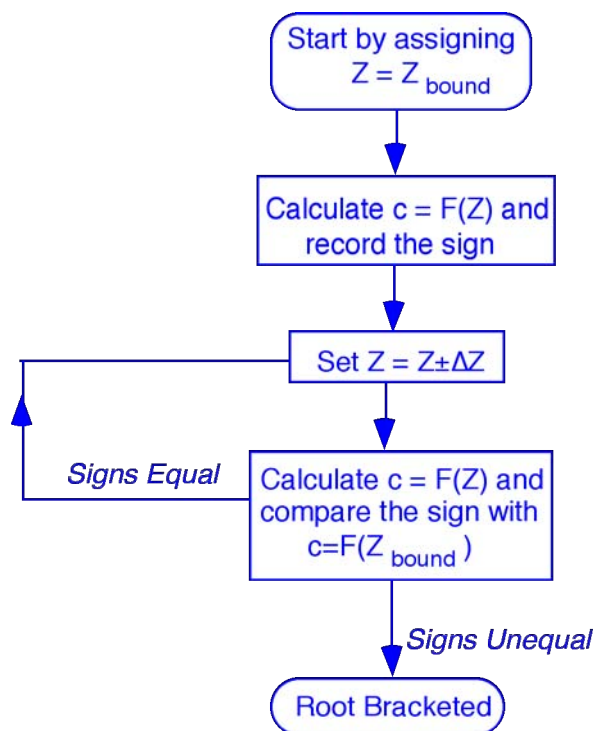 Start by assigning
Z = Z bound
Calculate c = F(Z) and
record the sign
Set Z = Z±ΔZ
Signs Equal
Calculate c = F(Z) and
compare the sign with
c=F(Z bound )
Signs Unequal
Root Bracketed